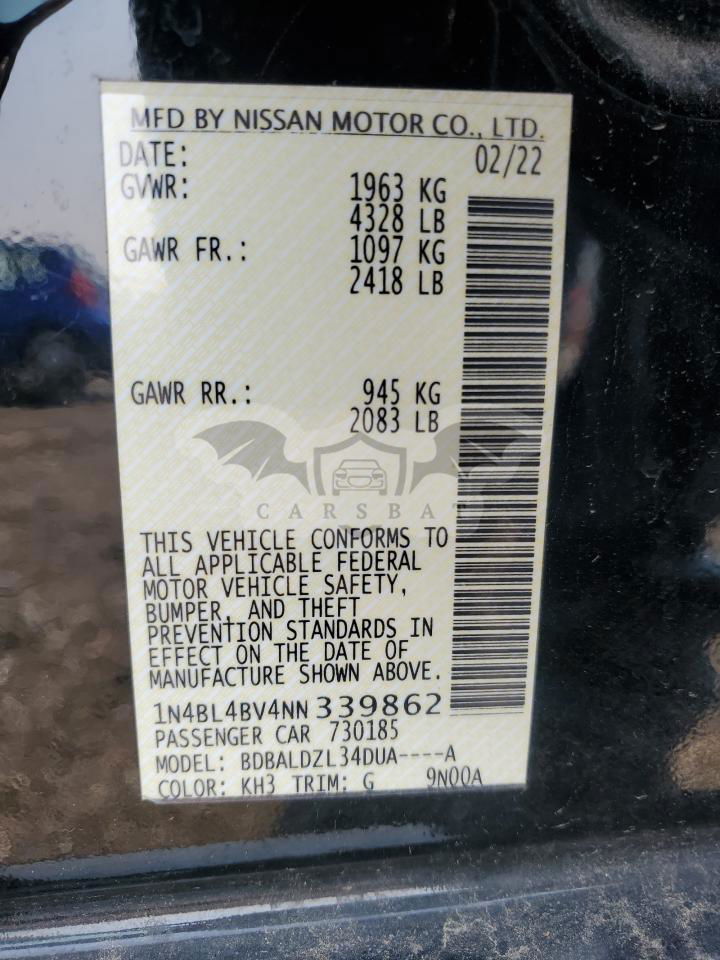 MFD BY NISSAN MOTOR CO., LTD.
DATE: 02/22
GVWR: 1963 KG
4328 LB
GAWR FR.: 1097 KG
2418 LB
GAWR RR.: 945 KG
2083 LB
CARSBAT
THIS VEHICLE CONFORMS TO
ALL APPLICABLE FEDERAL
MOTOR VEHICLE SAFETY,
BUMPER, AND THEFT
PREVENTION STANDARDS IN
EFFECT ON THE DATE OF
MANUFACTURE SHOWN ABOVE.
1N4BL4BV4NN 339862
PASSENGER CAR 730185
MODEL: BDBALDZL34DUA----A
COLOR: KH3 TRIM: G 9N00A